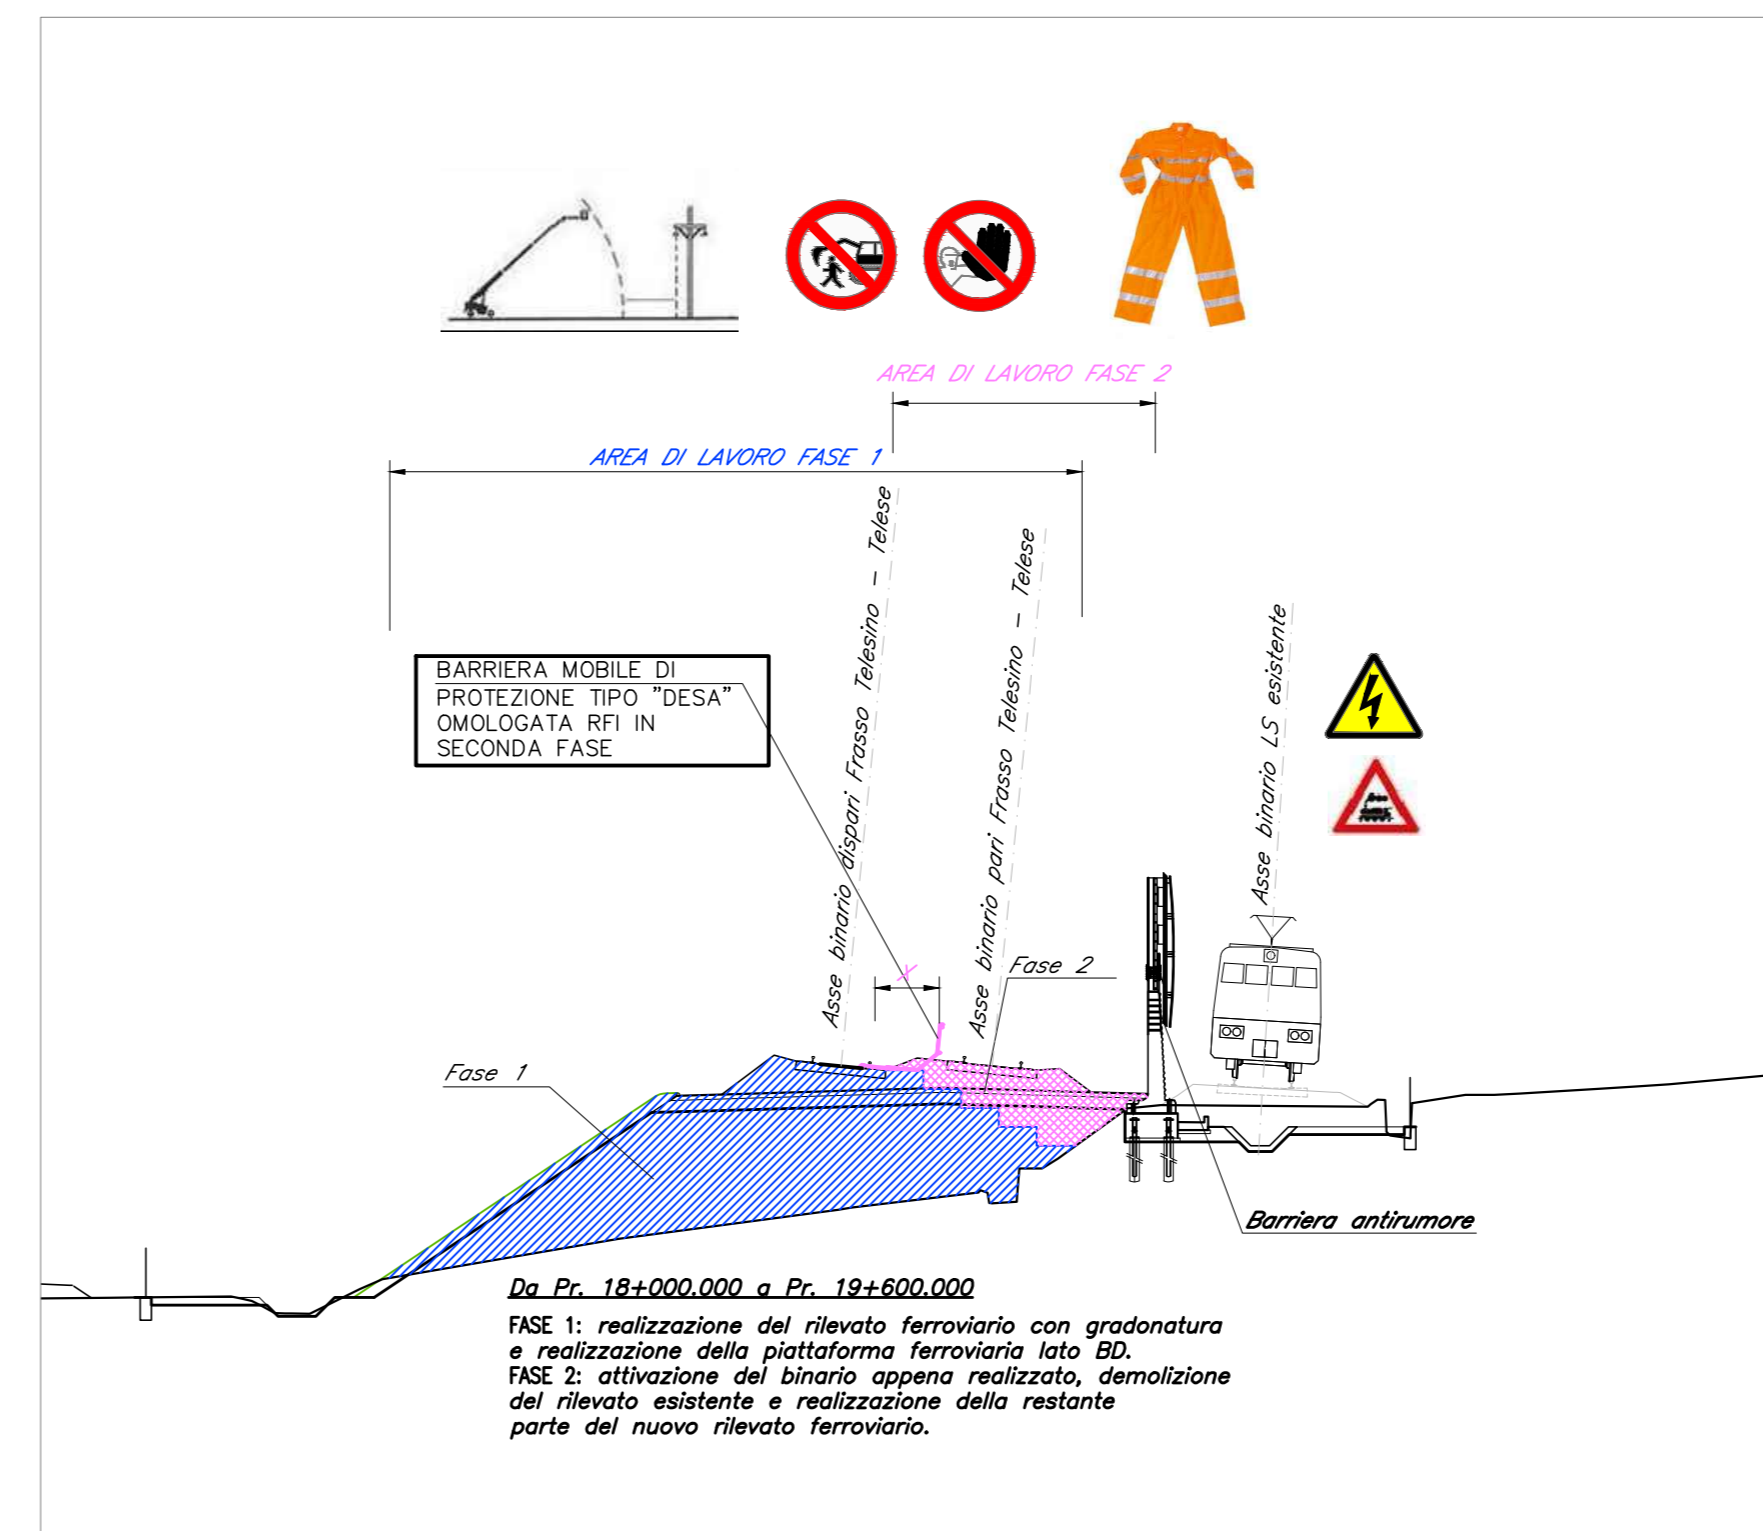 AREA DI LAVORO FASE 2
AREA DI LAVORO FASE 1
Asse binario dispari Frasso Telesino - Telese
Asse binario pari Frasso Telesino - Telese
Asse binario LS esistente
BARRIERA MOBILE DI
PROTEZIONE TIPO "DESA"
OMOLOGATA RFI IN
SECONDA FASE
X
Fase 2
Fase 1
Barriera antirumore
Da Pr. 18+000.000 a Pr. 19+600.000
FASE 1: realizzazione del rilevato ferroviario con gradonatura
e realizzazione della piattaforma ferroviaria lato BD.
FASE 2: attivazione del binario appena realizzato, demolizione
del rilevato esistente e realizzazione della restante
parte del nuovo rilevato ferroviario.